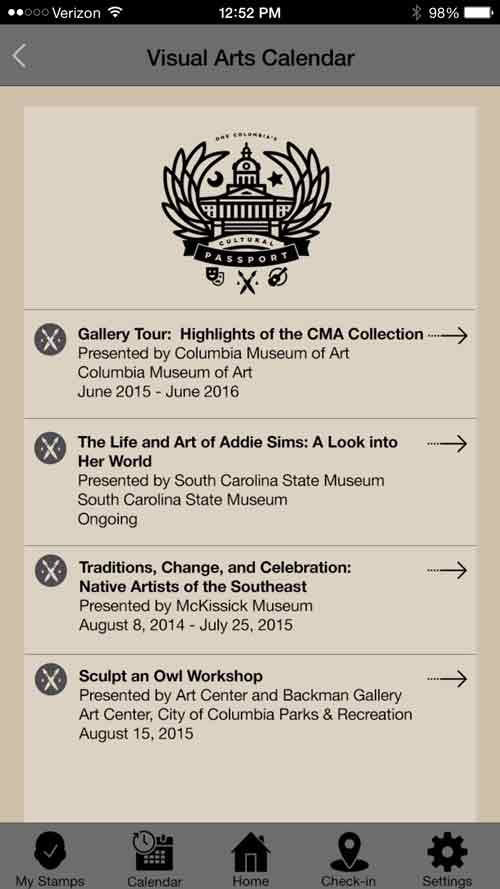 Verizon 12:52 PM 98%
Visual Arts Calendar
ONE COLUMBIA'S
CULTURAL
PASSPORT
Gallery Tour: Highlights of the CMA Collection
Presented by Columbia Museum of Art
Columbia Museum of Art
June 2015 - June 2016
The Life and Art of Addie Sims: A Look into
Her World
Presented by South Carolina State Museum
South Carolina State Museum
Ongoing
Traditions, Change, and Celebration:
Native Artists of the Southeast
Presented by McKissick Museum
August 8, 2014 - July 25, 2015
Sculpt an Owl Workshop
Presented by Art Center and Backman Gallery
Art Center, City of Columbia Parks & Recreation
August 15, 2015
My Stamps Calendar Home Check-in Settings